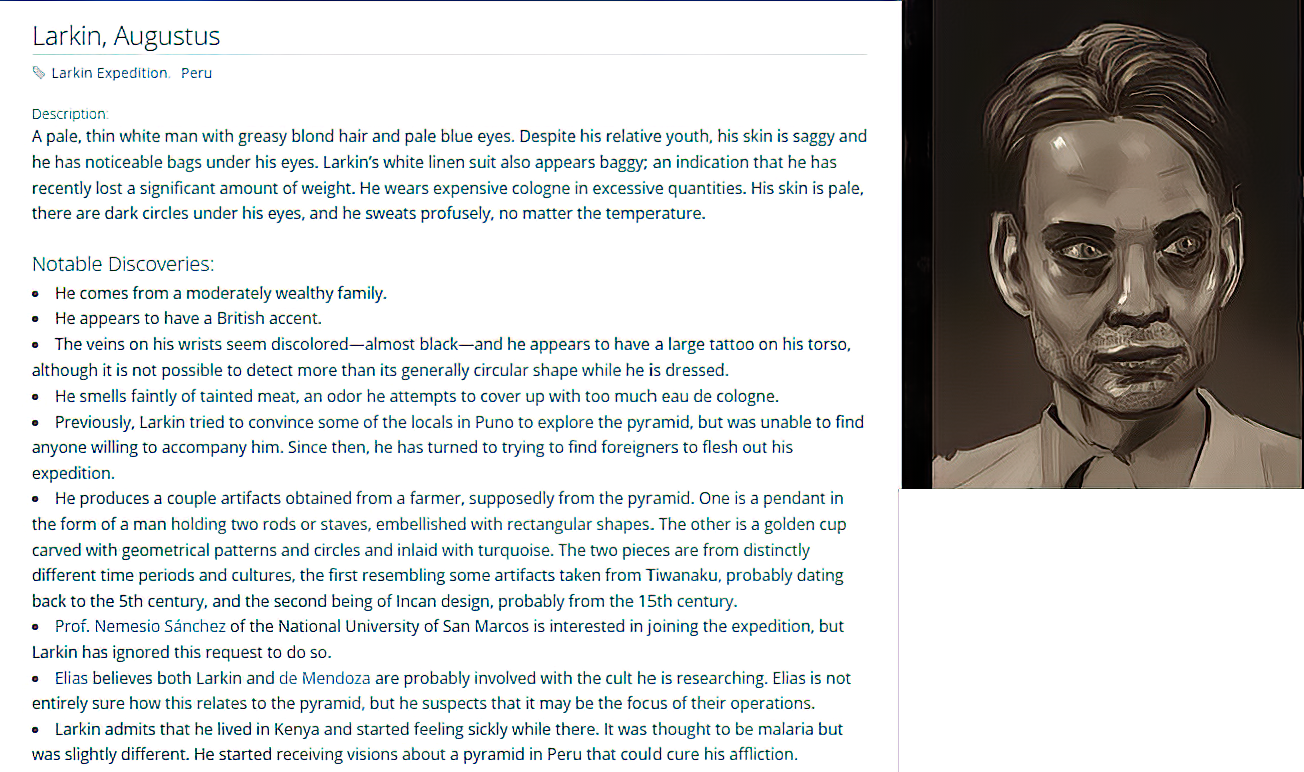 Larkin, Augustus
Larkin Expedition, Peru
Description:
A pale, thin white man with greasy blond hair and pale blue eyes. Despite his relative youth, his skin is saggy and
he has noticeable bags under his eyes. Larkin’s white linen suit also appears baggy; an indication that he has
recently lost a significant amount of weight. He wears expensive cologne in excessive quantities. His skin is pale,
there are dark circles under his eyes, and he sweats profusely, no matter the temperature.
Notable Discoveries:
• He comes from a moderately wealthy family.
• He appears to have a British accent.
• The veins on his wrists seem discolored—almost black—and he appears to have a large tattoo on his torso,
although it is not possible to detect more than its generally circular shape while he is dressed.
• He smells faintly of tainted meat, an odor he attempts to cover up with too much eau de cologne.
• Previously, Larkin tried to convince some of the locals in Puno to explore the pyramid, but was unable to find
anyone willing to accompany him. Since then, he has turned to trying to find foreigners to flesh out his
expedition.
• He produces a couple artifacts obtained from a farmer, supposedly from the pyramid. One is a pendant in
the form of a man holding two rods or staves, embellished with rectangular shapes. The other is a golden cup
carved with geometrical patterns and circles and inlaid with turquoise. The two pieces are from distinctly
different time periods and cultures, the first resembling some artifacts taken from Tiwanaku, probably dating
back to the 5th century, and the second being of Incan design, probably from the 15th century.
• Prof. Nemesio Sánchez of the National University of San Marcos is interested in joining the expedition, but
Larkin has ignored this request to do so.
• Elias believes both Larkin and de Mendoza are probably involved with the cult he is researching. Elias is not
entirely sure how this relates to the pyramid, but he suspects that it may be the focus of their operations.
• Larkin admits that he lived in Kenya and started feeling sickly while there. It was thought to be malaria but
was slightly different. He started receiving visions about a pyramid in Peru that could cure his affliction.